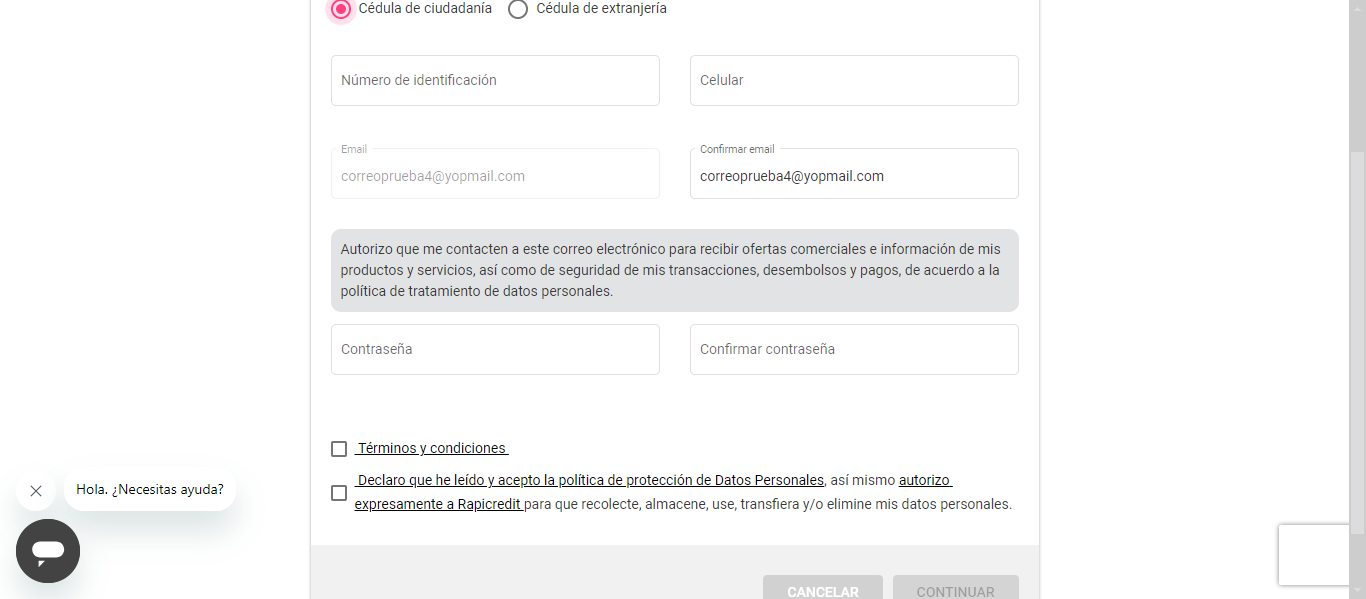 Cédula de ciudadanía
Cédula de extranjería
Número de identificación
Celular
Email
Confirmar email
correoprueba4@yopmail.com
correoprueba4@yopmail.com
Autorizo que me contacten a este correo electrónico para recibir ofertas comerciales e información de mis
productos y servicios, así como de seguridad de mis transacciones, desembolsos y pagos, de acuerdo a la
política de tratamiento de datos personales.
Contraseña
Confirmar contraseña
Términos y condiciones
Declaro que he leído y acepto la política de protección de Datos Personales, así mismo autorizo
expresamente a Rapicredit para que recolecte, almacene, use, transfiera y/o elimine mis datos personales.
Hola. ¿Necesitas ayuda?
CANCELAR
CONTINUAR